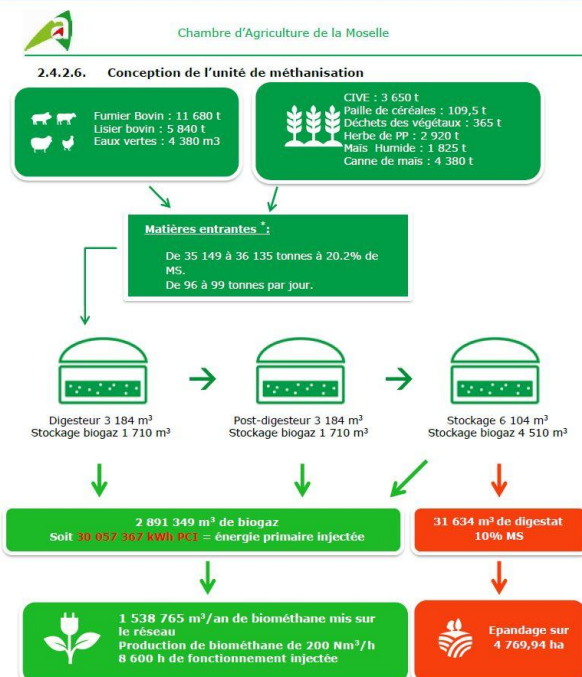 Chambre d'Agriculture de la Moselle
2.4.2.6. Conception de l'unité de méthanisation
Fumier Bovin : 11 680 t
Lisier bovin : 5 840 t
Eaux vertes : 4 380 m3
CIVE : 3 650 t
Paille de céréales : 109,5 t
Déchets des végétaux : 365 t
Herbe de PP : 2 920 t
Maïs Humide : 1 825 t
Canne de maïs : 4 380 t
Matières entrantes *:
De 35 149 à 36 135 tonnes à 20.2% de
MS.
De 96 à 99 tonnes par jour.
Digesteur 3 184 m³
Stockage biogaz 1 710 m³
Post-digesteur 3 184 m³
Stockage biogaz 1 710 m³
Stockage 6 104 m³
Stockage biogaz 4 510 m³
2 891 349 m³ de biogaz
Soit 30 057 367 kWh PCI = énergie primaire injectée
31 634 m³ de digestat
10% MS
1 538 765 m³/an de biométhane mis sur
le réseau
Production de biométhane de 200 Nm³/h
8 600 h de fonctionnement injectée
Epandage sur
4 769,94 ha